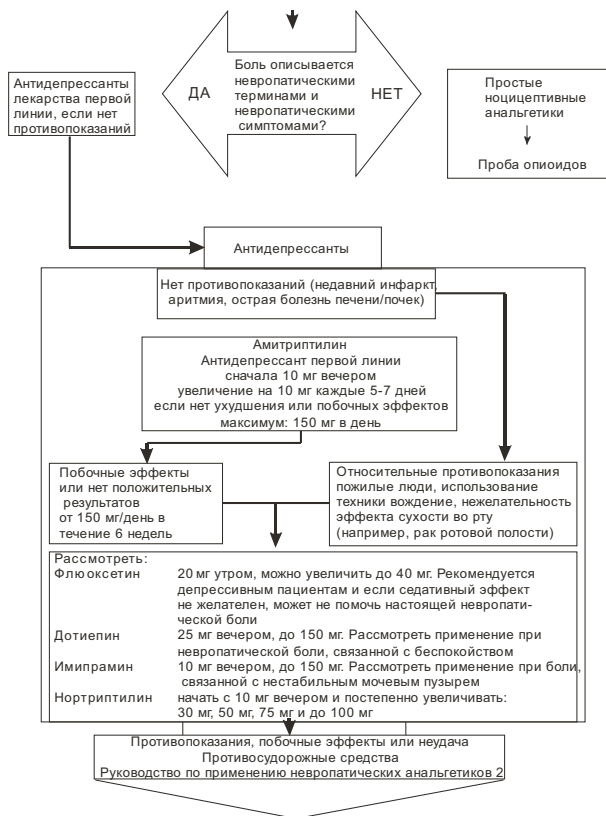 Боль описывается
невропатическими
терминами и
невропатическими
симптомами?
ДА
НЕТ
Антидепрессанты
лекарства первой
линии, если нет
противопоказаний
Простые
ноцицептивные
анальгетики
Проба опиоидов
Антидепрессанты
Нет противопоказаний (недавний инфаркт,
аритмия, острая болезнь печени/почек)
Амитриптилин
Антидепрессант первой линии
сначала 10 мг вечером
увеличение на 10 мг каждые 5-7 дней
если нет ухудшения или побочных эффектов
максимум: 150 мг в день
Побочные эффекты
или нет положительных
результатов
от 150 мг/день в
течение 6 недель
Относительные противопоказания
пожилые люди, использование
техники вождение, нежелательность
эффекта сухости во рту
(например, рак ротовой полости)
Рассмотреть:
Флюоксетин 20 мг утром, можно увеличить до 40 мг. Рекомендуется
депрессивным пациентам и если седативный эффект
не желателен, может не помочь настоящей невропати-
ческой боли
Дотиепин 25 мг вечером, до 150 мг. Рассмотреть применение при
невропатической боли, связанной с беспокойством
Имипрамин 10 мг вечером, до 150 мг. Рассмотреть применение при боли,
связанной с нестабильным мочевым пузырем
Нортриптилин начать с 10 мг вечером и постепенно увеличивать:
30 мг, 50 мг, 75 мг и до 100 мг
Противопоказания, побочные эффекты или неудача
Противосудорожные средства
Руководство по применению невропатических анальгетиков 2